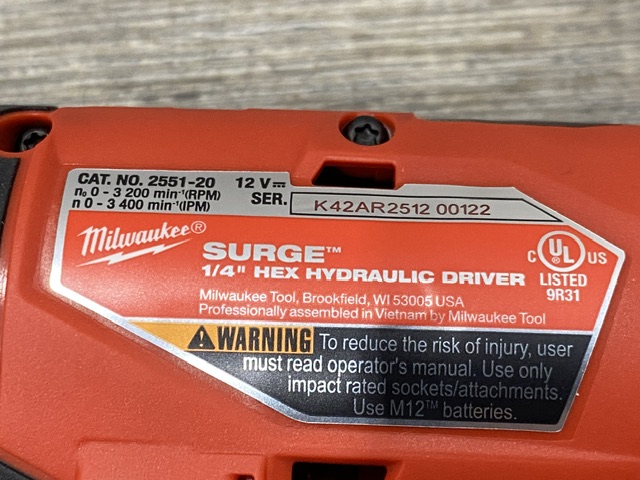 CAT. NO. 2551-20 12 V⎓
n₀ 0 - 3 200 min⁻¹(RPM)
n 0 - 3 400 min⁻¹(IPM)
SER. K42AR2512 00122
Milwaukee®
SURGE™
1/4" HEX HYDRAULIC DRIVER
Milwaukee Tool, Brookfield, WI 53005 USA
Professionally assembled in Vietnam by Milwaukee Tool
C UL US
LISTED
9R31
WARNING To reduce the risk of injury, user
must read operator's manual. Use only
impact rated sockets/attachments.
Use M12™ batteries.